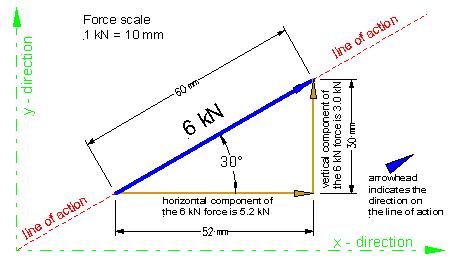 Force scale
1 kN = 10 mm
y - direction
line of action
60 mm
6 kN
30°
vertical component of
the 6 kN force is 3.0 kN
30 mm
arrowhead
indicates the
direction on
the line of action
horizontal component of
the 6 kN force is 5.2 kN
line of action
52 mm
x - direction